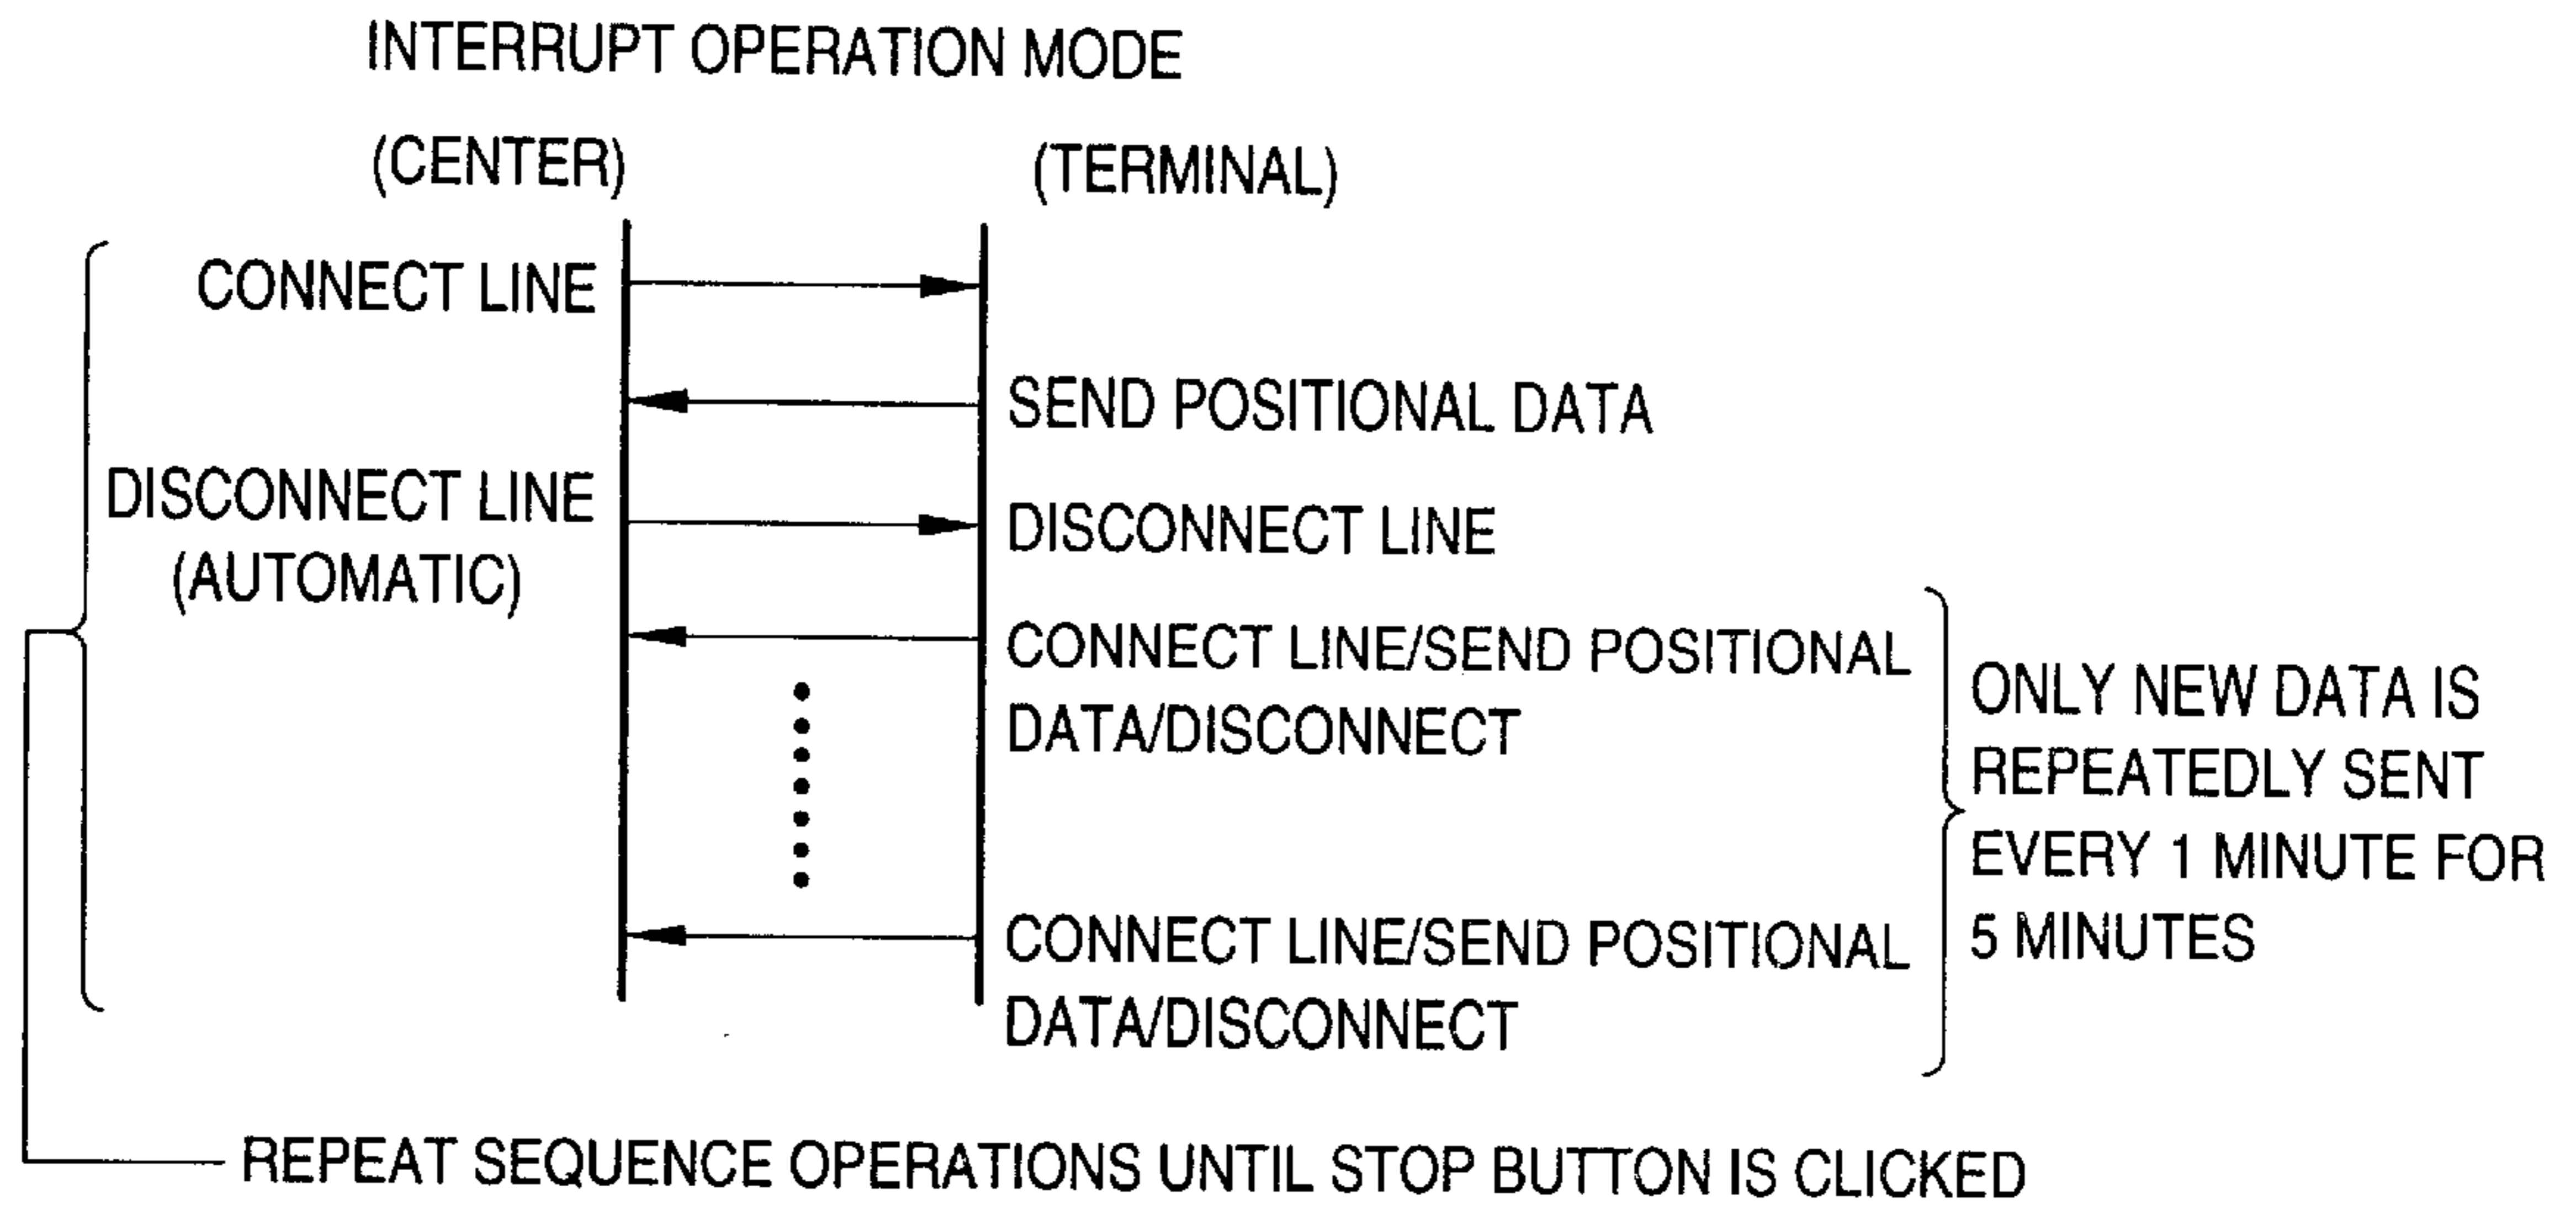 INTERRUPT OPERATION MODE
(CENTER)
(TERMINAL)
CONNECT LINE
SEND POSITIONAL DATA
DISCONNECT LINE
(AUTOMATIC)
DISCONNECT LINE
CONNECT LINE/SEND POSITIONAL
DATA/DISCONNECT
CONNECT LINE/SEND POSITIONAL
DATA/DISCONNECT
ONLY NEW DATA IS
REPEATEDLY SENT
EVERY 1 MINUTE FOR
5 MINUTES
REPEAT SEQUENCE OPERATIONS UNTIL STOP BUTTON IS CLICKED